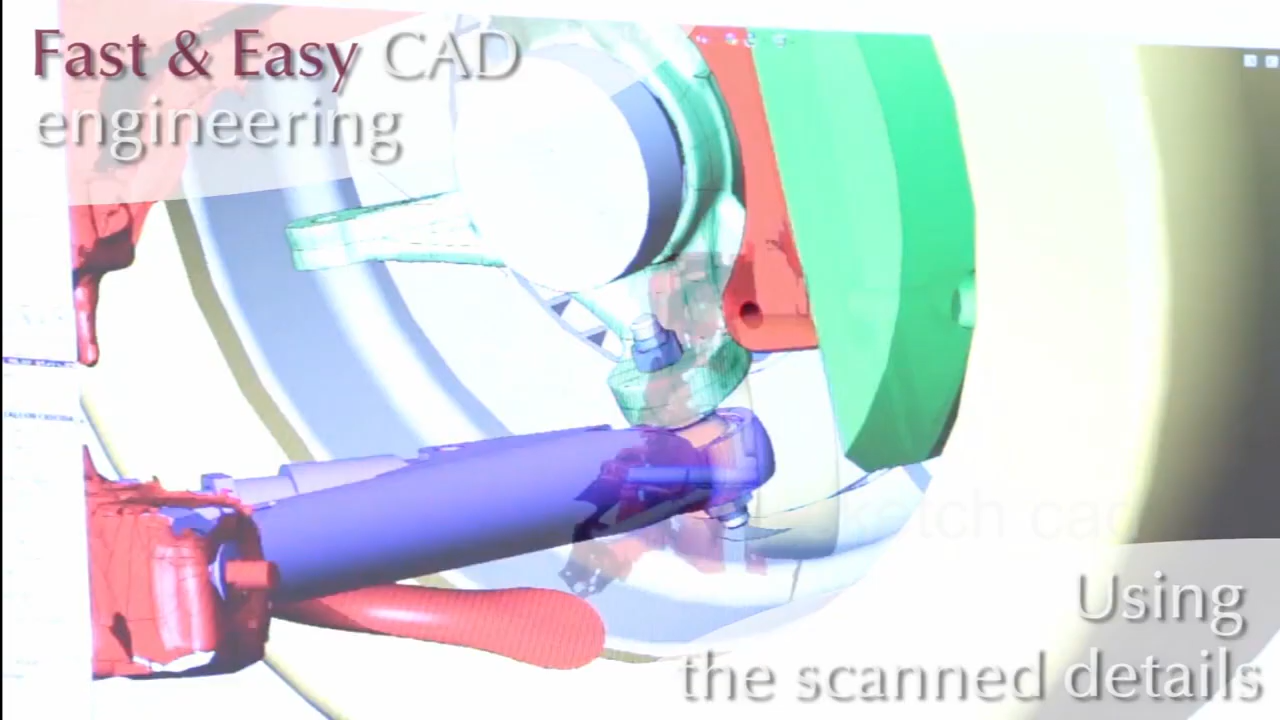 Fast & Easy CAD
engineering
Using
the scanned details